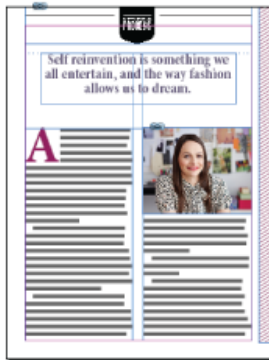 Self reinvention is something we
all entertain, and the way fashion
allows us to dream.
A